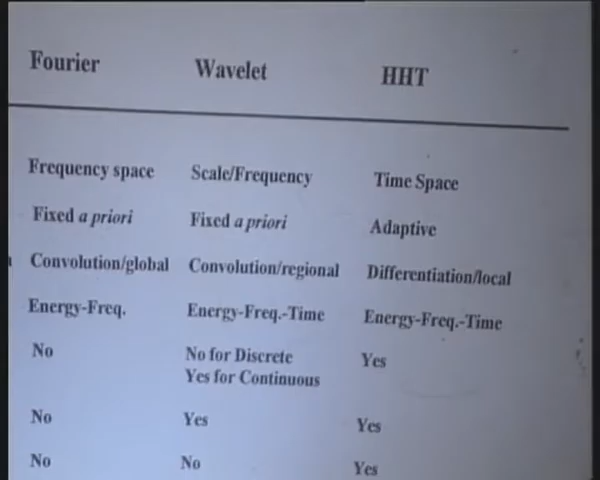 Fourier Wavelet HHT
Frequency space Scale/Frequency Time Space
Fixed a priori Fixed a priori Adaptive
Convolution/global Convolution/regional Differentiation/local
Energy-Freq. Energy-Freq.-Time Energy-Freq.-Time
No No for Discrete Yes
Yes for Continuous
No Yes Yes
No No Yes